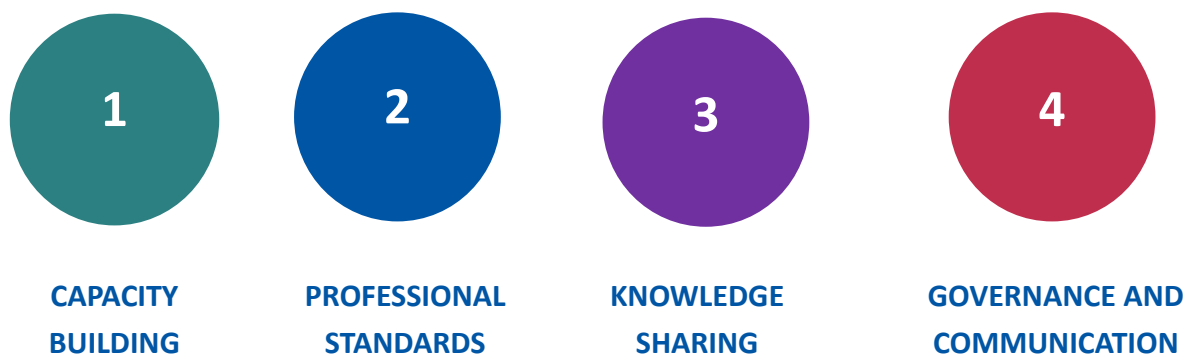 1
2
3
4
CAPACITY
BUILDING
PROFESSIONAL
STANDARDS
KNOWLEDGE
SHARING
GOVERNANCE AND
COMMUNICATION